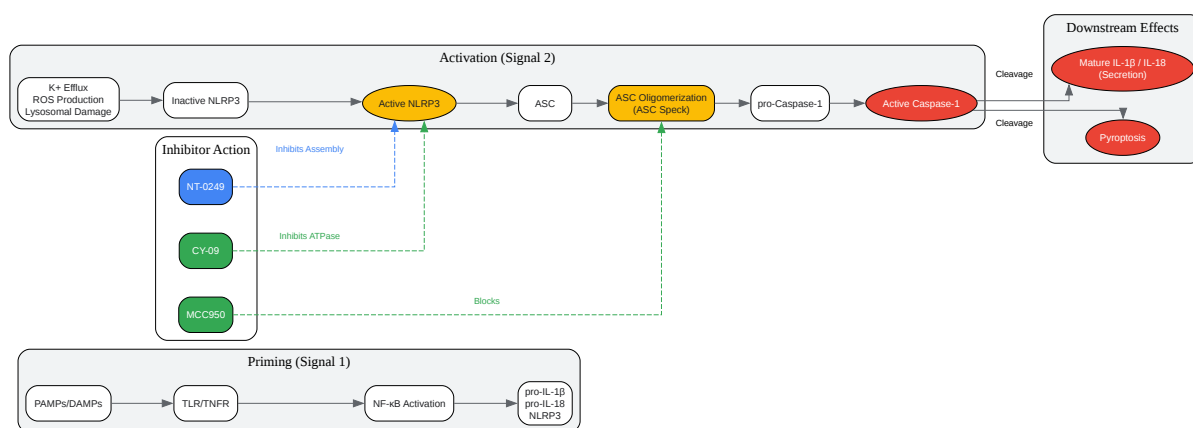 Downstream Effects
Activation (Signal 2)
K+ Efflux
ROS Production
Lysosomal Damage
Inactive NLRP3
Active NLRP3
ASC
ASC Oligomerization
(ASC Speck)
pro-Caspase-1
Active Caspase-1
Cleavage
Cleavage
Mature IL-1β / IL-18
(Secretion)
Pyroptosis
Inhibitor Action
Inhibits Assembly
NT-0249
Inhibits ATPase
CY-09
Blocks
MCC950
Priming (Signal 1)
PAMPs/DAMPs
TLR/TNFR
NF-κB Activation
pro-IL-1β
pro-IL-18
NLRP3